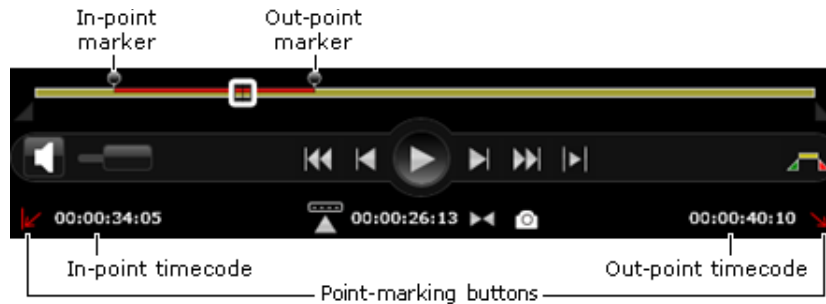 In-point
marker
Out-point
marker
00:00:34:05
00:00:26:13
00:00:40:10
In-point timecode
Out-point timecode
Point-marking buttons